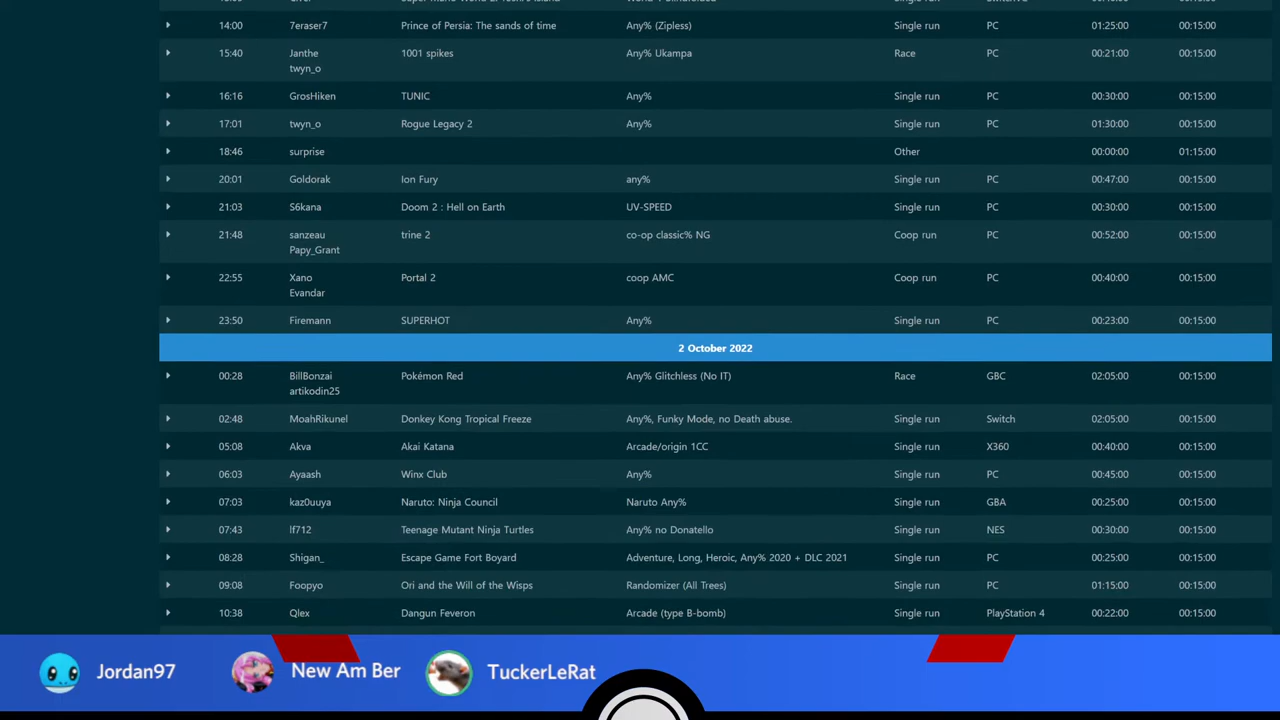 14:00 7eraser7 Prince of Persia: The sands of time Any% (Zipless) Single run PC 01:25:00 00:15:00
15:40 Janthe 1001 spikes Any% Ukampa Race PC 00:21:00 00:15:00
twyn_o
16:16 GrosHiken TUNIC Any% Single run PC 00:30:00 00:15:00
17:01 twyn_o Rogue Legacy 2 Any% Single run PC 01:30:00 00:15:00
18:46 surprise Other 00:00:00 01:15:00
20:01 Goldorak Ion Fury any% Single run PC 00:47:00 00:15:00
21:03 S6kana Doom 2 : Hell on Earth UV-SPEED Single run PC 00:30:00 00:15:00
21:48 sanzeau trine 2 co-op classic% NG Coop run PC 00:52:00 00:15:00
Papy_Grant
22:55 Xano Portal 2 coop AMC Coop run PC 00:40:00 00:15:00
Evandar
23:50 Firemann SUPERHOT Any% Single run PC 00:23:00 00:15:00
2 October 2022
00:28 BillBonzai Pokémon Red Any% Glitchless (No IT) Race GBC 02:05:00 00:15:00
artikodin25
02:48 MoahRikunel Donkey Kong Tropical Freeze Any%, Funky Mode, no Death abuse. Single run Switch 02:05:00 00:15:00
05:08 Akva Akai Katana Arcade/origin 1CC Single run X360 00:40:00 00:15:00
06:03 Ayaash Winx Club Any% Single run PC 00:45:00 00:15:00
07:03 kaz0uuya Naruto: Ninja Council Naruto Any% Single run GBA 00:25:00 00:15:00
07:43 lf712 Teenage Mutant Ninja Turtles Any% no Donatello Single run NES 00:30:00 00:15:00
08:28 Shigan_ Escape Game Fort Boyard Adventure, Long, Heroic, Any% 2020 + DLC 2021 Single run PC 00:25:00 00:15:00
09:08 Foopyo Ori and the Will of the Wisps Randomizer (All Trees) Single run PC 01:15:00 00:15:00
10:38 Qlex Dangun Feveron Arcade (type B-bomb) Single run PlayStation 4 00:22:00 00:15:00
Jordan97 New Am Ber TuckerLeRat